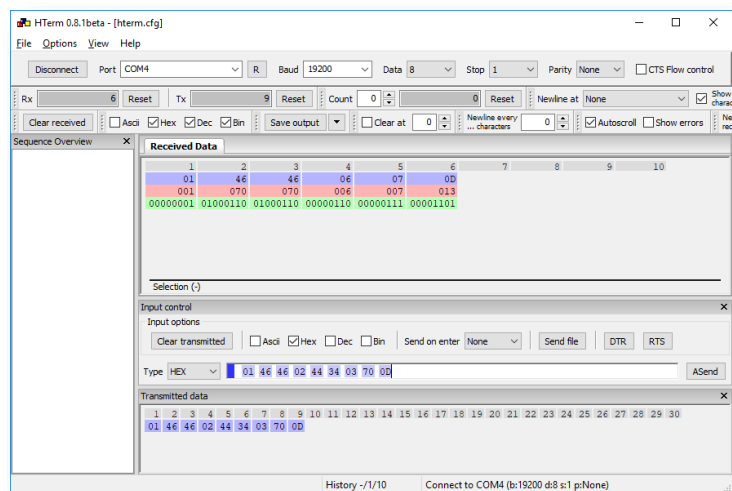 HTerm 0.8.1beta - [hterm.cfg]
File Options View Help
Disconnect Port COM4 R Baud 19200 Data 8 Stop 1 Parity None CTS Flow control
Rx 6 Reset Tx 9 Reset Count 0 0 Reset Newline at None Show
charac
Clear received Ascii Hex Dec Bin Save output Clear at 0 Newline every
... characters 0 Autoscroll Show errors Ne
rec
Sequence Overview
Received Data
1 2 3 4 5 6 7 8 9 10
01 46 46 06 07 0D
001 070 070 006 007 013
00000001 01000110 01000110 00000110 00000111 00001101
Selection (-)
Input control
Input options
Clear transmitted Ascii Hex Dec Bin Send on enter None Send file DTR RTS
Type HEX 01 46 46 02 44 34 03 70 0D ASend
Transmitted data
1 2 3 4 5 6 7 8 9 10 11 12 13 14 15 16 17 18 19 20 21 22 23 24 25 26 27 28 29 30
01 46 46 02 44 34 03 70 0D
History -/1/10 Connect to COM4 (b:19200 d:8 s:1 p:None)